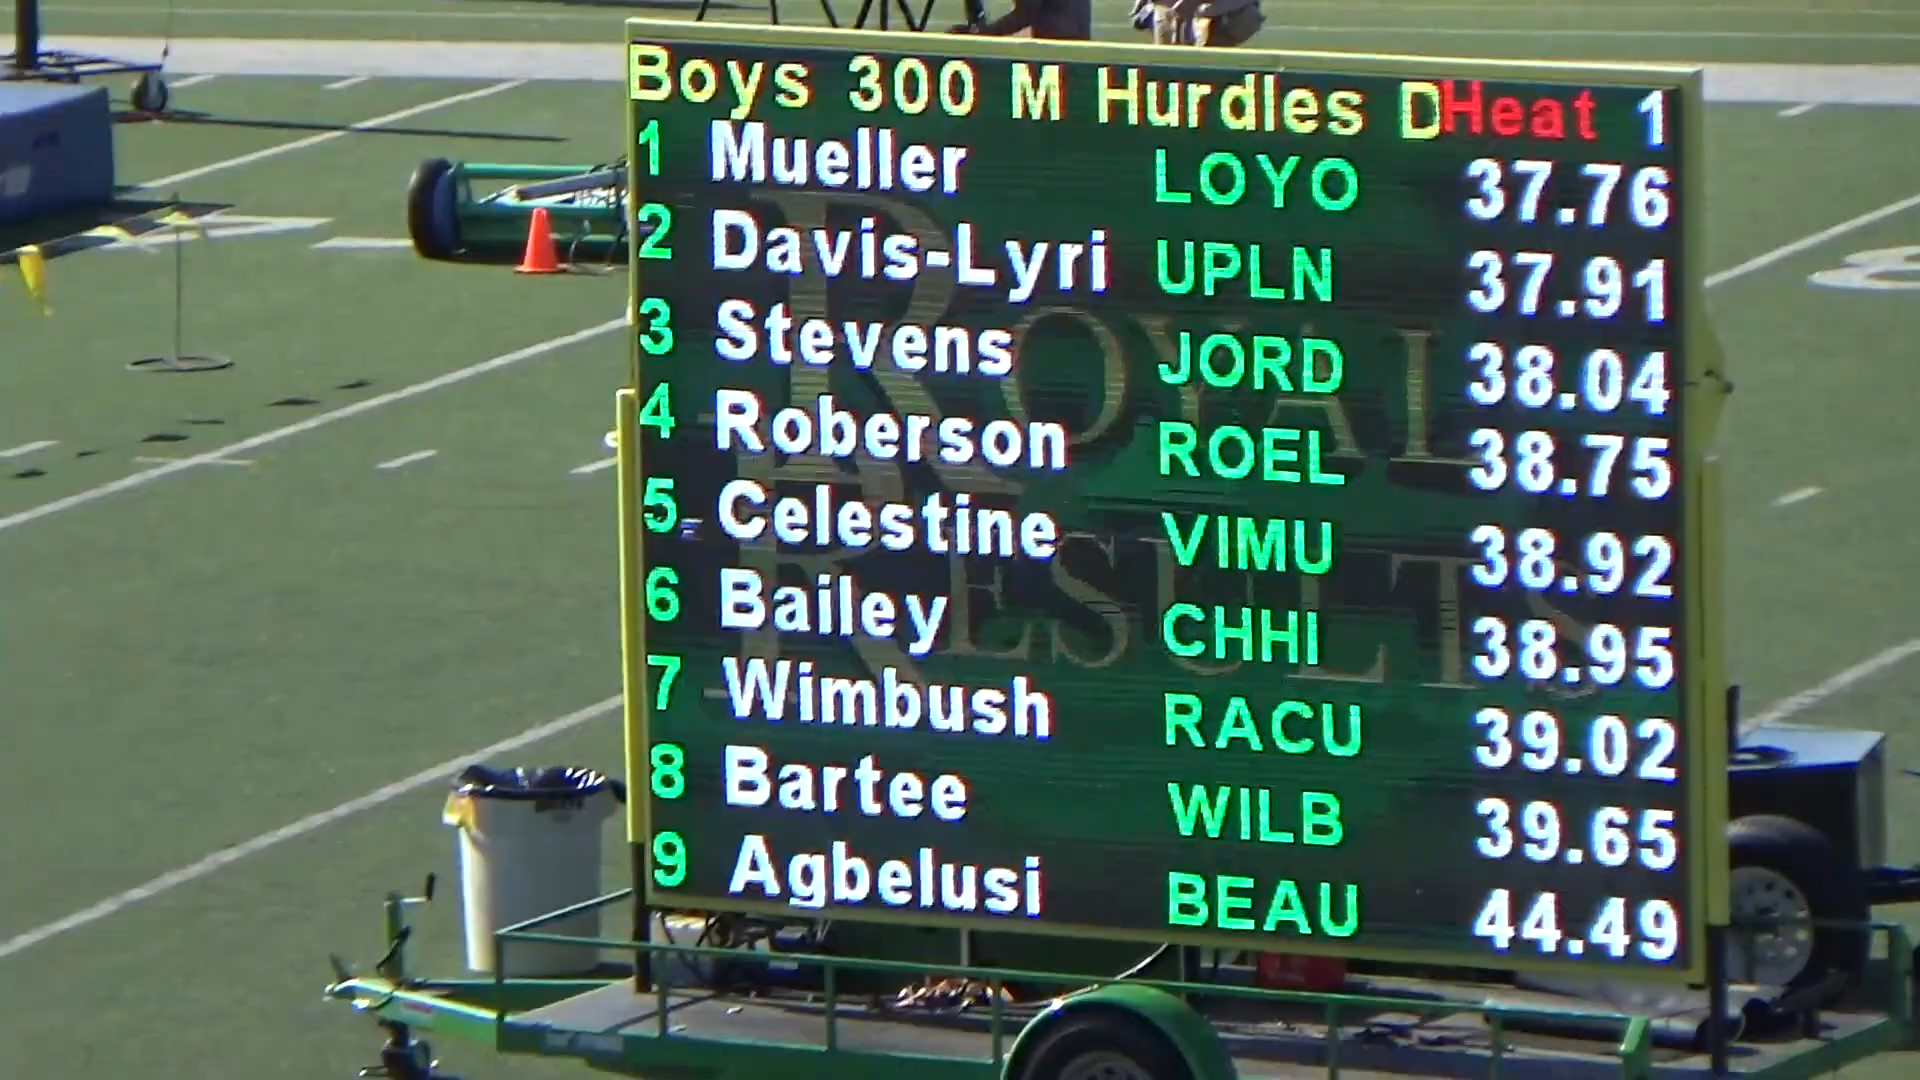 Boys 300 M Hurdles D Heat 1
1 Mueller LOYO 37.76
2 Davis-Lyri UPLN 37.91
3 Stevens JORD 38.04
4 Roberson ROEL 38.75
5 Celestine VIMU 38.92
6 Bailey CHHI 38.95
7 Wimbush RACU 39.02
8 Bartee WILB 39.65
9 Agbelusi BEAU 44.49
ROYAL
RESULTS